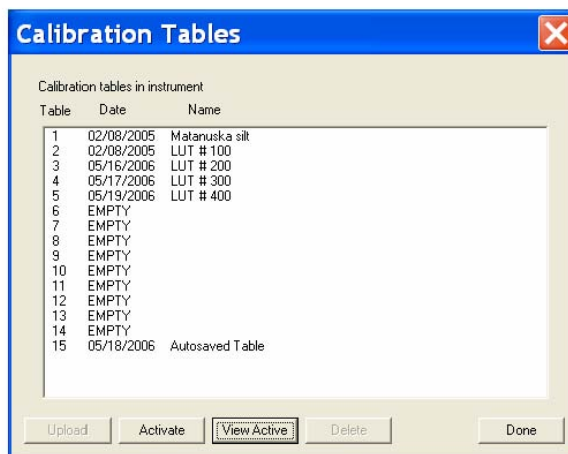 Calibration Tables
Calibration tables in instrument
Table Date Name
1 02/08/2005 Matanuska silt
2 02/08/2005 LUT # 100
3 05/16/2006 LUT # 200
4 05/17/2006 LUT # 300
5 05/19/2006 LUT # 400
6 EMPTY
7 EMPTY
8 EMPTY
9 EMPTY
10 EMPTY
11 EMPTY
12 EMPTY
13 EMPTY
14 EMPTY
15 05/18/2006 Autosaved Table
Upload Activate View Active Delete Done